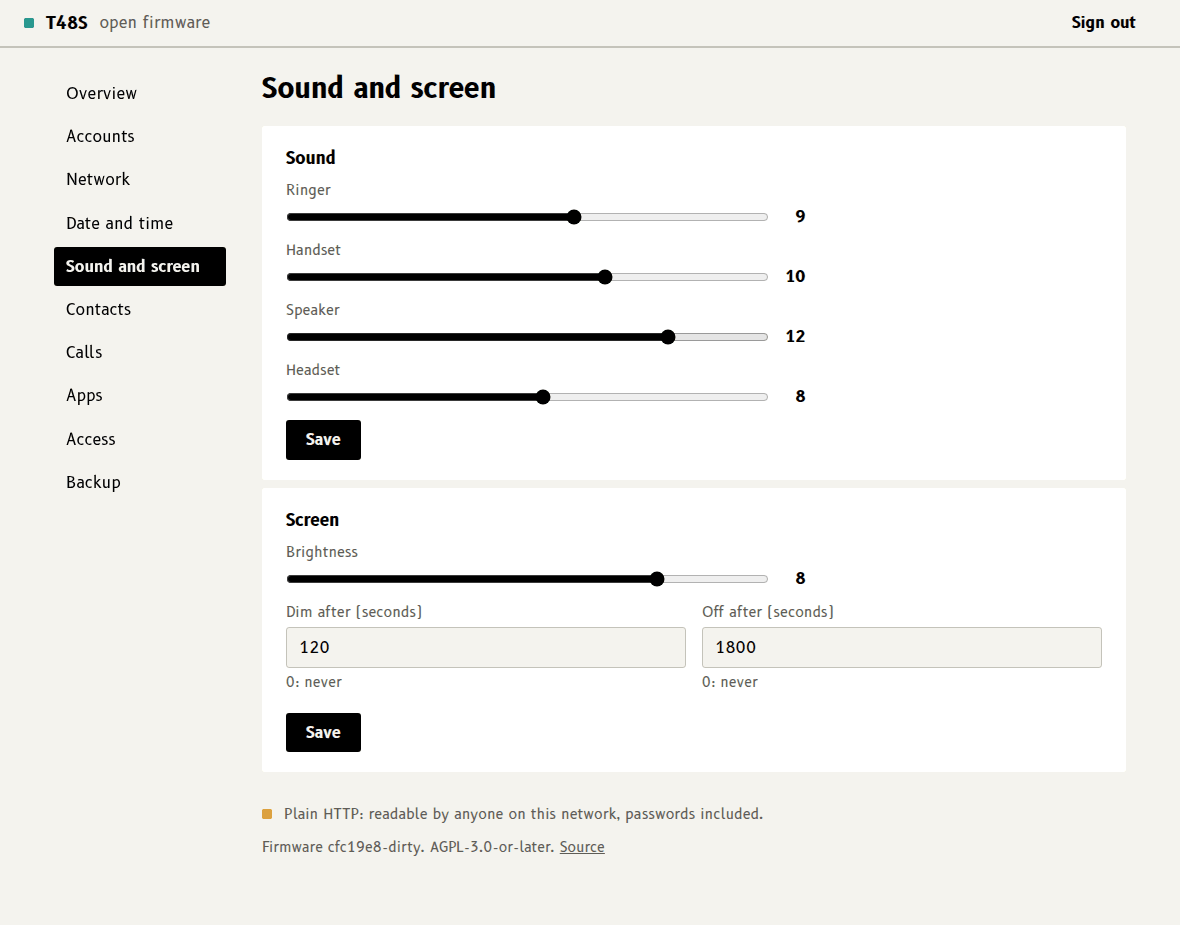 T48S open firmware
Sign out
Overview
Accounts
Network
Date and time
Sound and screen
Contacts
Calls
Apps
Access
Backup
Sound and screen
Sound
Ringer
9
Handset
10
Speaker
12
Headset
8
Save
Screen
Brightness
8
Dim after (seconds)
120
0: never
Off after (seconds)
1800
0: never
Save
Plain HTTP: readable by anyone on this network, passwords included.
Firmware cfc19e8-dirty. AGPL-3.0-or-later. Source